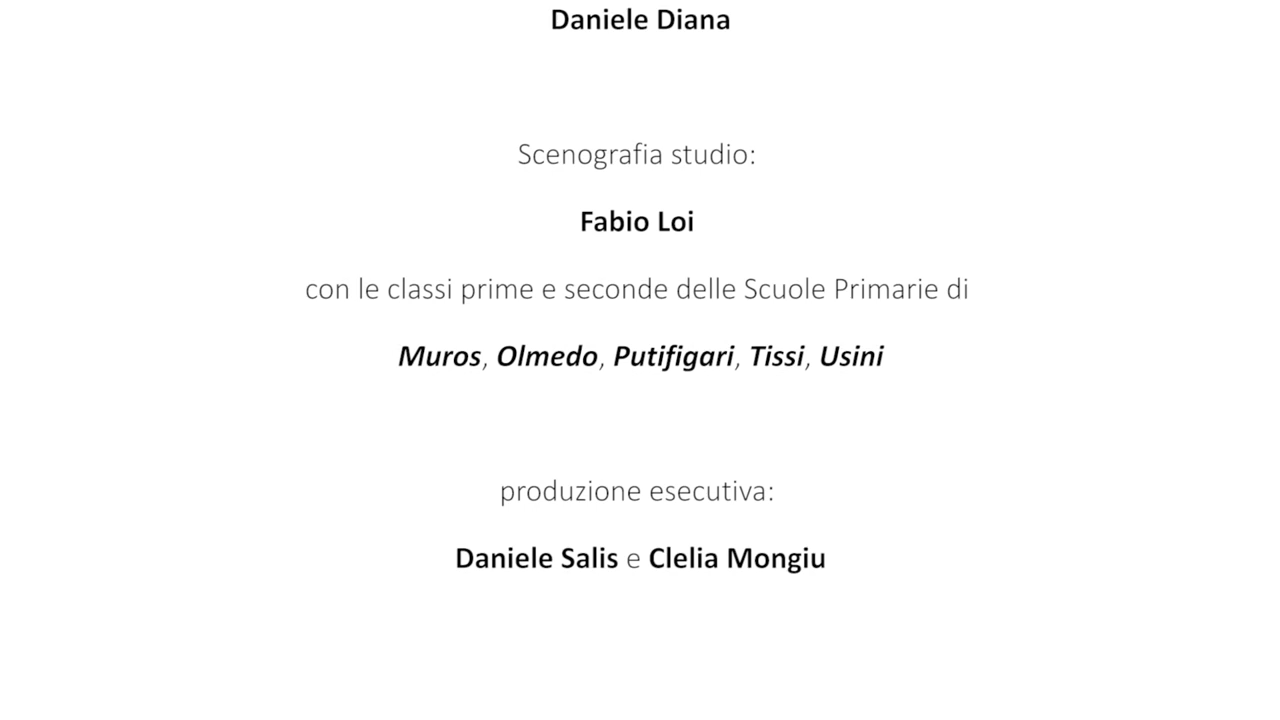 Daniele Diana
Scenografia studio:
Fabio Loi
con le classi prime e seconde delle Scuole Primarie di
Muros, Olmedo, Putifigari, Tissi, Usini
produzione esecutiva:
Daniele Salis e Clelia Mongiu